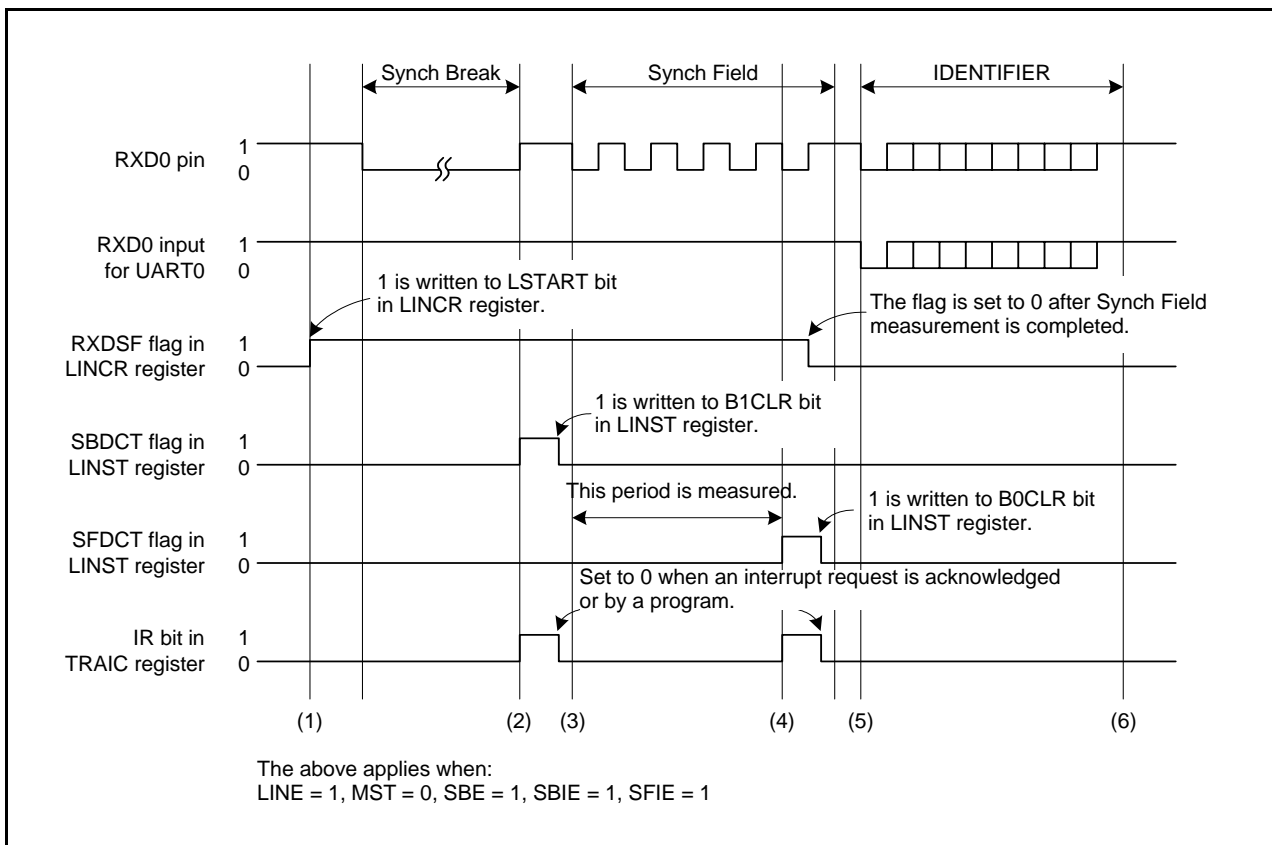 Synch Break
Synch Field
IDENTIFIER
RXD0 pin
1
0
RXD0 input
for UART0
1
0
1 is written to LSTART bit
in LINCR register.
The flag is set to 0 after Synch Field
measurement is completed.
RXDSF flag in
LINCR register
1
0
1 is written to B1CLR bit
in LINST register.
SBDCT flag in
LINST register
1
0
This period is measured.
1 is written to B0CLR bit
in LINST register.
SFDCT flag in
LINST register
1
0
Set to 0 when an interrupt request is acknowledged
or by a program.
IR bit in
TRAIC register
1
0
(1)
(2)
(3)
(4)
(5)
(6)
The above applies when:
LINE = 1, MST = 0, SBE = 1, SBIE = 1, SFIE = 1